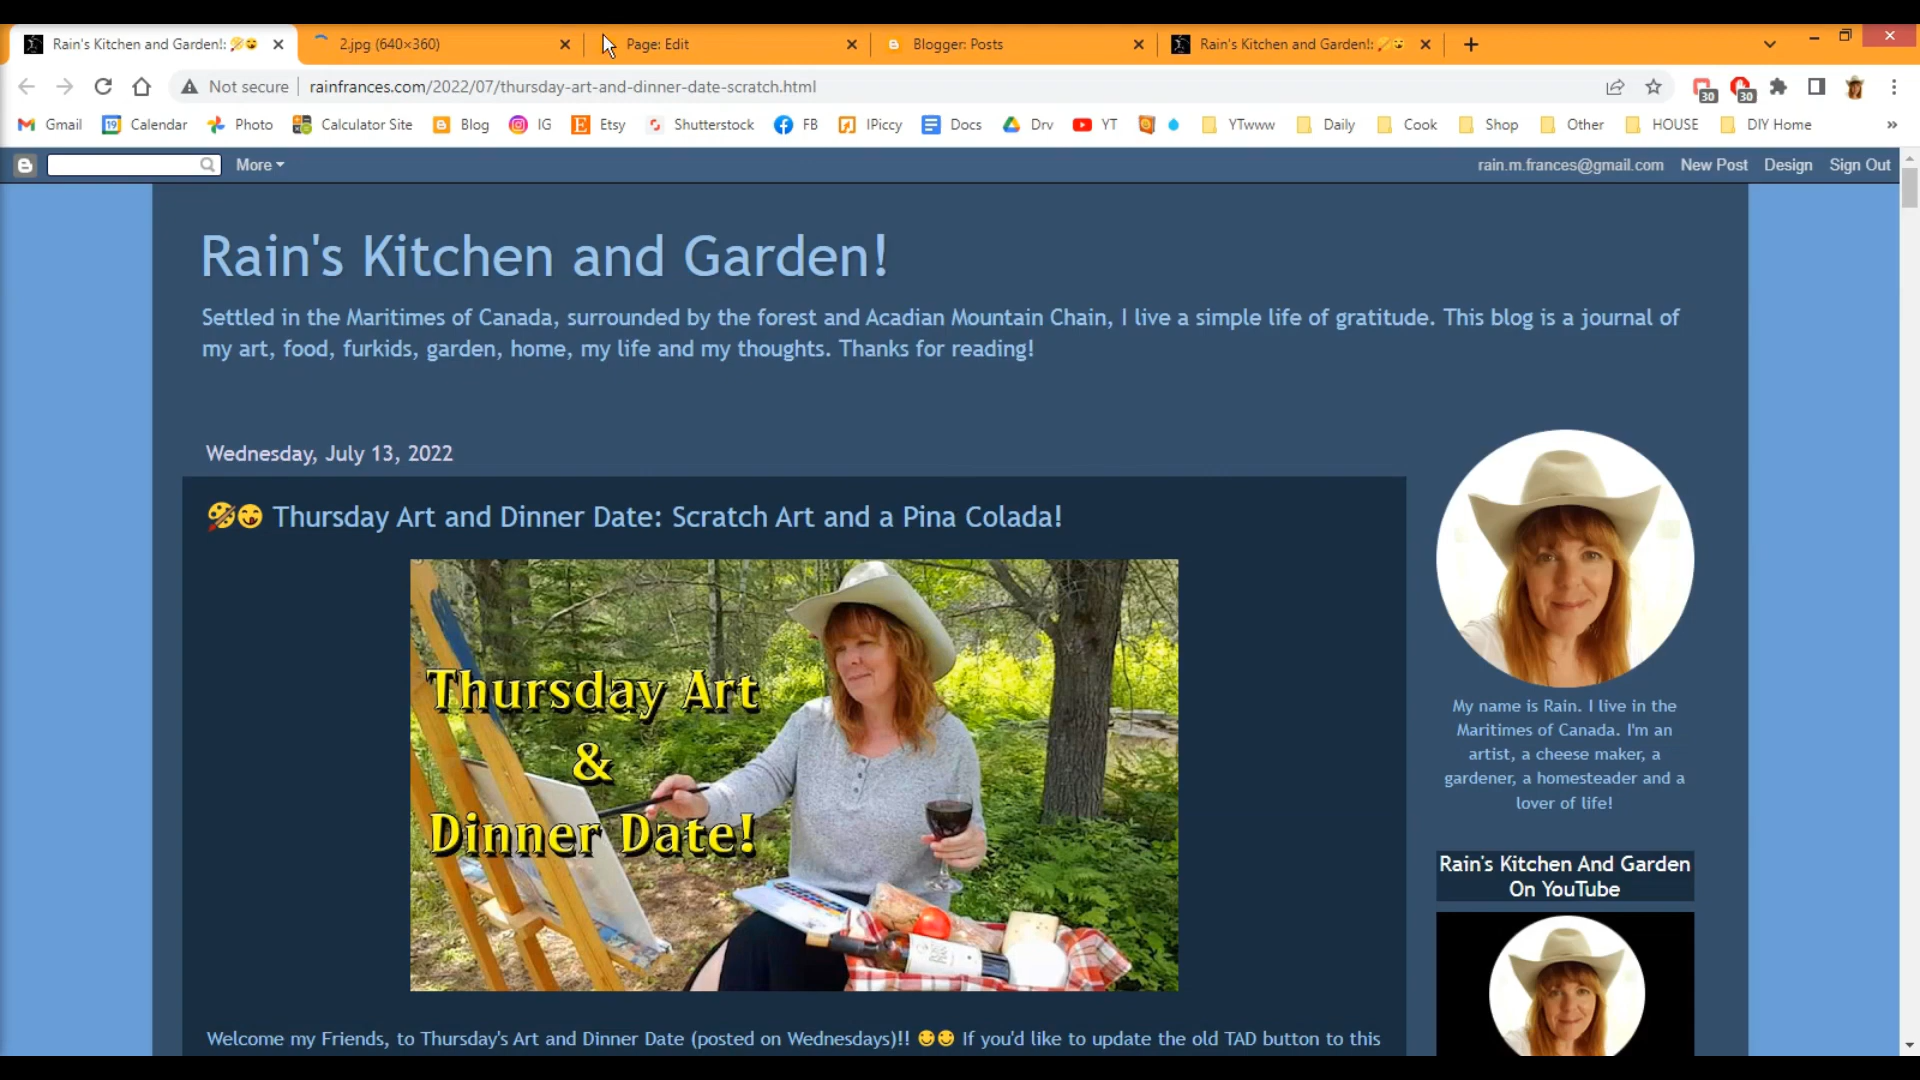 Rain's Kitchen and Garden!: 2.jpg (640×360) Page: Edit Blogger: Posts Rain's Kitchen and Garden!:
Not secure rainfrances.com/2022/07/thursday-art-and-dinner-date-scratch.html 30 30
Gmail 19 Calendar Photo Calculator Site Blog IG Etsy Shutterstock FB IPiccy Docs Drv YT YTwww Daily Cook Shop Other HOUSE DIY Home »
More rain.m.frances@gmail.com New Post Design Sign Out
Rain's Kitchen and Garden!
Settled in the Maritimes of Canada, surrounded by the forest and Acadian Mountain Chain, I live a simple life of gratitude. This blog is a journal of
my art, food, furkids, garden, home, my life and my thoughts. Thanks for reading!
Wednesday, July 13, 2022
Thursday Art and Dinner Date: Scratch Art and a Pina Colada!
Thursday Art
&
Dinner Date!
Welcome my Friends, to Thursday's Art and Dinner Date (posted on Wednesdays)!! If you'd like to update the old TAD button to this
My name is Rain. I live in the
Maritimes of Canada. I'm an
artist, a cheese maker, a
gardener, a homesteader and a
lover of life!
Rain's Kitchen And Garden
On YouTube